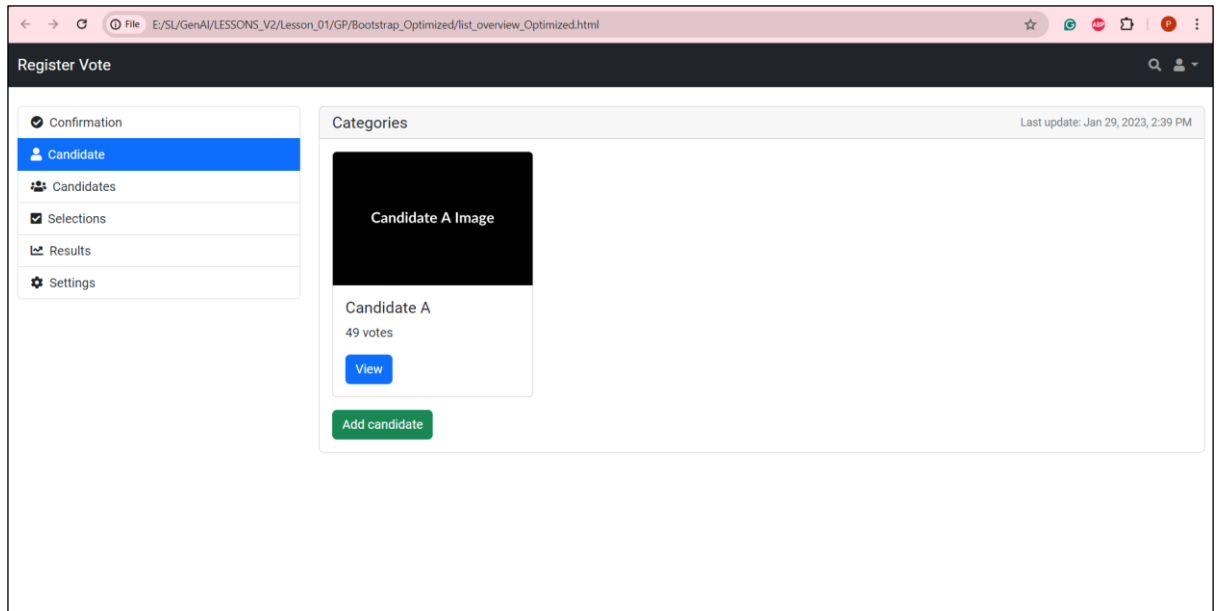 File E:/SL/GenAI/LESSONS_V2/Lesson_01/GP/Bootstrap_Optimized/list_overview_Optimized.html
ABP
P
Register Vote
Confirmation
Candidate
Candidates
Selections
Results
Settings
Categories
Last update: Jan 29, 2023, 2:39 PM
Candidate A Image
Candidate A
49 votes
View
Add candidate